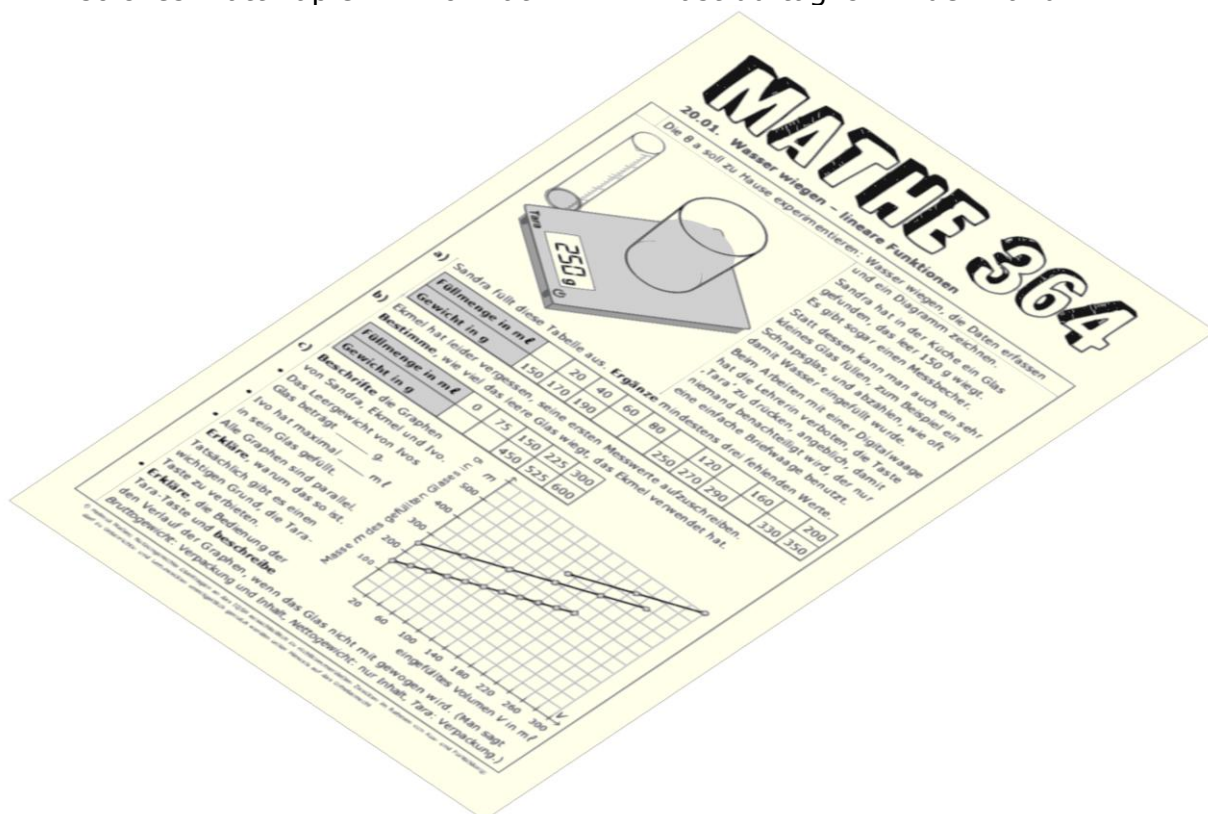 MATHE 364
20.01. Wasser wiegen – lineare Funktionen
Die 8 a soll zu Hause experimentieren: Wasser wiegen, die Daten erfassen
und ein Diagramm zeichnen.
Sandra hat in der Küche ein Glas
gefunden, das leer 150 g wiegt.
Es gibt sogar einen Messbecher.
Statt dessen kann man auch ein sehr
kleines Glas füllen, zum Beispiel ein
Schnapsglas, und abzählen, wie oft
damit Wasser eingefüllt wurde.
Beim Arbeiten mit einer Digitalwaage
hat die Lehrerin verboten, die Taste
‚Tara‘ zu drücken, angeblich, damit
niemand benachteiligt wird, der nur
eine einfache Briefwaage benutzt.
Tara
250 g
a) Sandra füllt diese Tabelle aus. Ergänze mindestens drei fehlenden Werte.
Füllmenge in mℓ 20 40 60 80 120 160 200
Gewicht in g 150 170 190 250 270 290 330 350
b) Ekmel hat leider vergessen, seine ersten Messwerte aufzuschreiben.
Bestimme, wie viel das leere Glas wiegt, das Ekmel verwendet hat.
Füllmenge in mℓ 0 75 150 225 300
Gewicht in g 450 525 600
c) • Beschrifte die Graphen
von Sandra, Ekmel und Ivo.
• Das Leergewicht von Ivos
Glas beträgt _____ g.
Ivo hat maximal _____ mℓ
in sein Glas gefüllt.
• Alle Graphen sind parallel.
Erkläre, warum das so ist.
• Tatsächlich gibt es einen
wichtigen Grund, die Tara-
Taste zu verbieten.
Erkläre, die Bedienung der
Tara-Taste und beschreibe
den Verlauf der Graphen, wenn das Glas nicht mit gewogen wird. (Man sagt
Bruttogewicht: Verpackung und Inhalt, Nettogewicht: nur Inhalt, Tara: Verpackung.)
Masse m des gefüllten Glases in g
m
500
400
300
200
100
20 60 100 140 180 220 260 300 V
eingefülltes Volumen V in mℓ